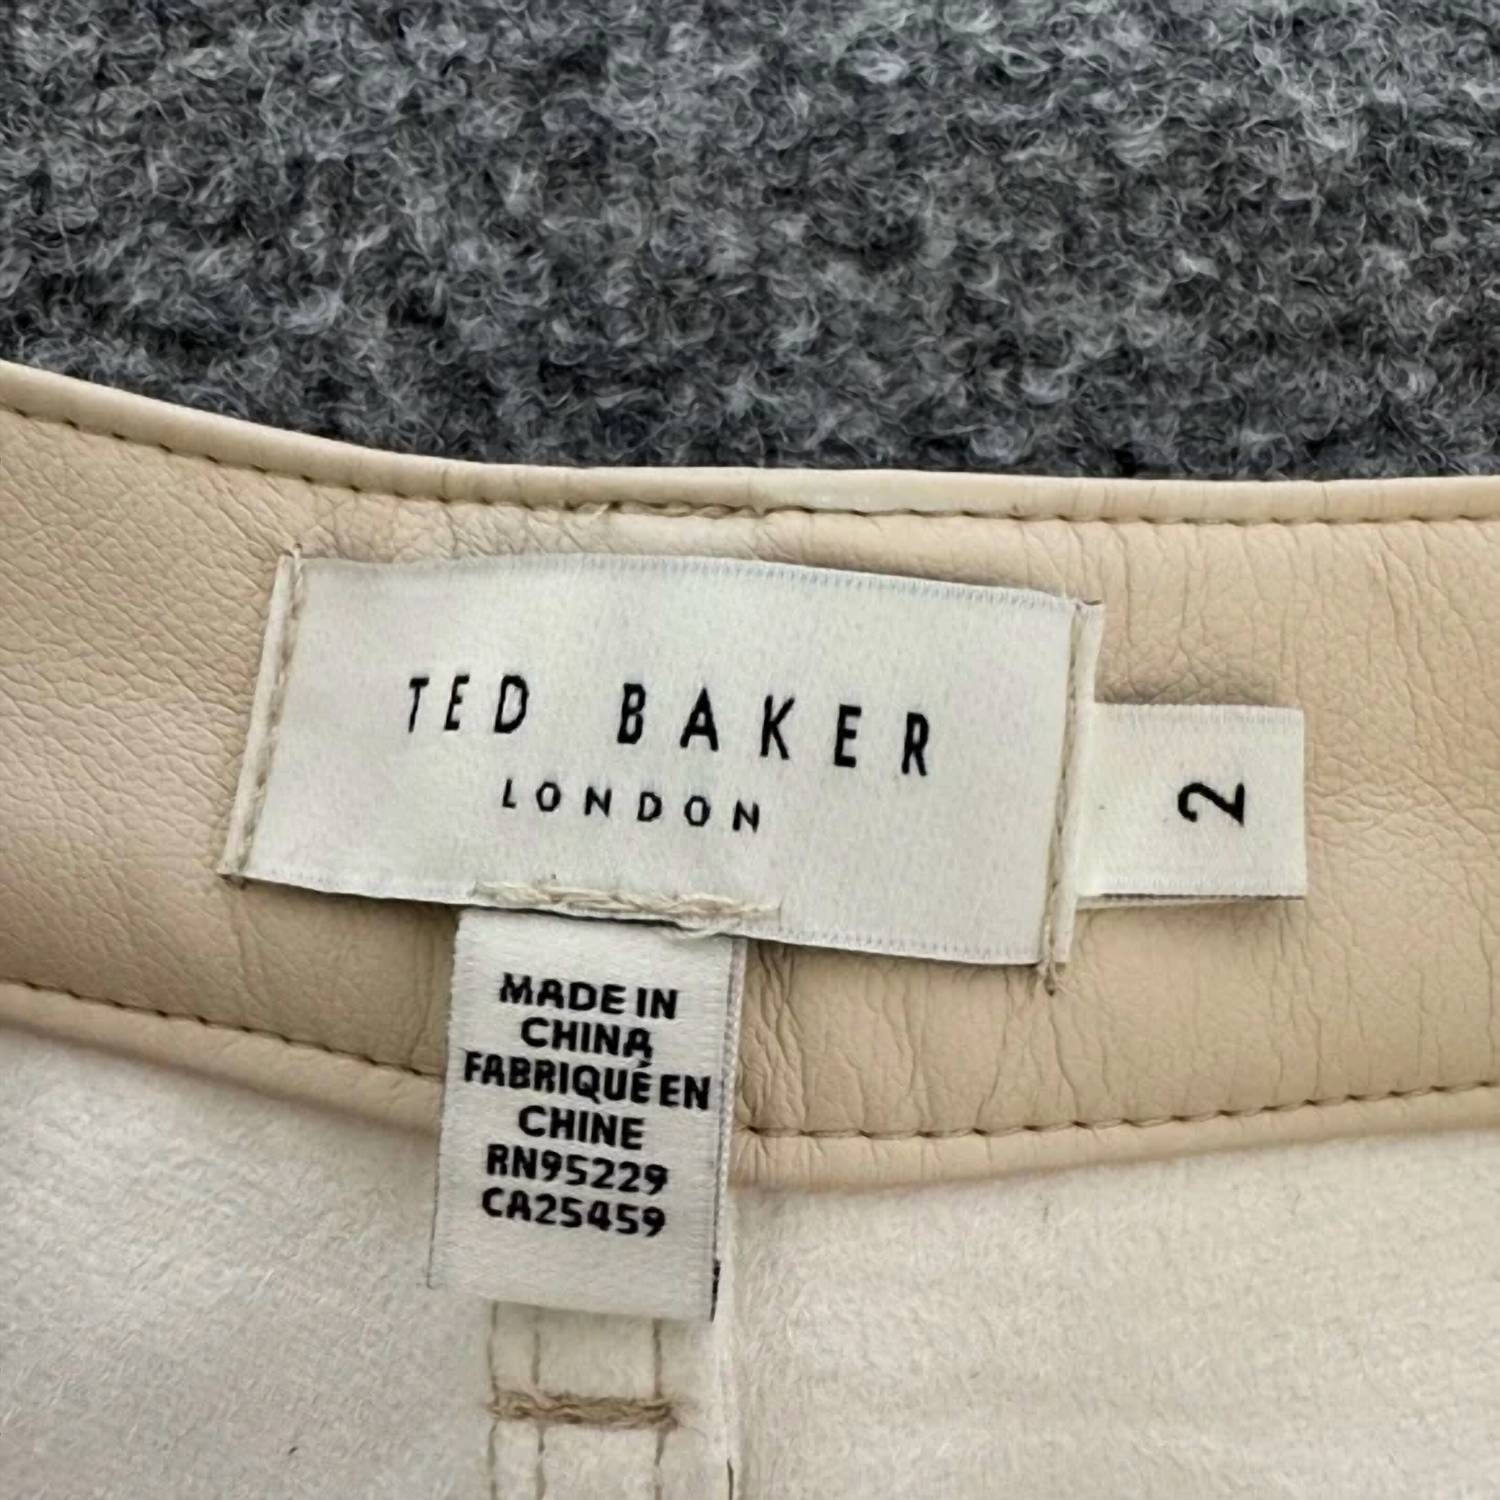 TED BAKER
LONDON
2
MADE IN
CHINA
FABRIQUÉ EN
CHINE
RN95229
CA25459